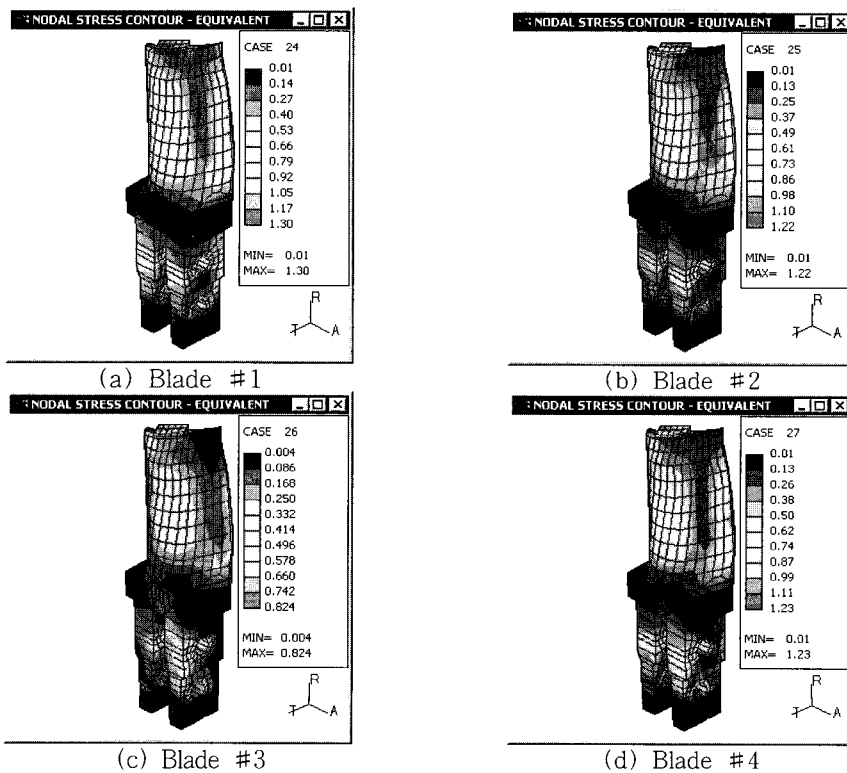 NODAL STRESS CONTOUR - EQUIVALENT
CASE 24
0.01
0.14
0.27
0.40
0.53
0.66
0.79
0.92
1.05
1.17
1.30
MIN= 0.01
MAX= 1.30
R
T
A
(a) Blade #1
NODAL STRESS CONTOUR - EQUIVALENT
CASE 25
0.01
0.13
0.25
0.37
0.49
0.61
0.73
0.86
0.98
1.10
1.22
MIN= 0.01
MAX= 1.22
R
T
A
(b) Blade #2
NODAL STRESS CONTOUR - EQUIVALENT
CASE 26
0.004
0.086
0.168
0.250
0.332
0.414
0.496
0.578
0.660
0.742
0.824
MIN= 0.004
MAX= 0.824
R
T
A
(c) Blade #3
NODAL STRESS CONTOUR - EQUIVALENT
CASE 27
0.01
0.13
0.26
0.38
0.50
0.62
0.74
0.87
0.99
1.11
1.23
MIN= 0.01
MAX= 1.23
R
T
A
(d) Blade #4